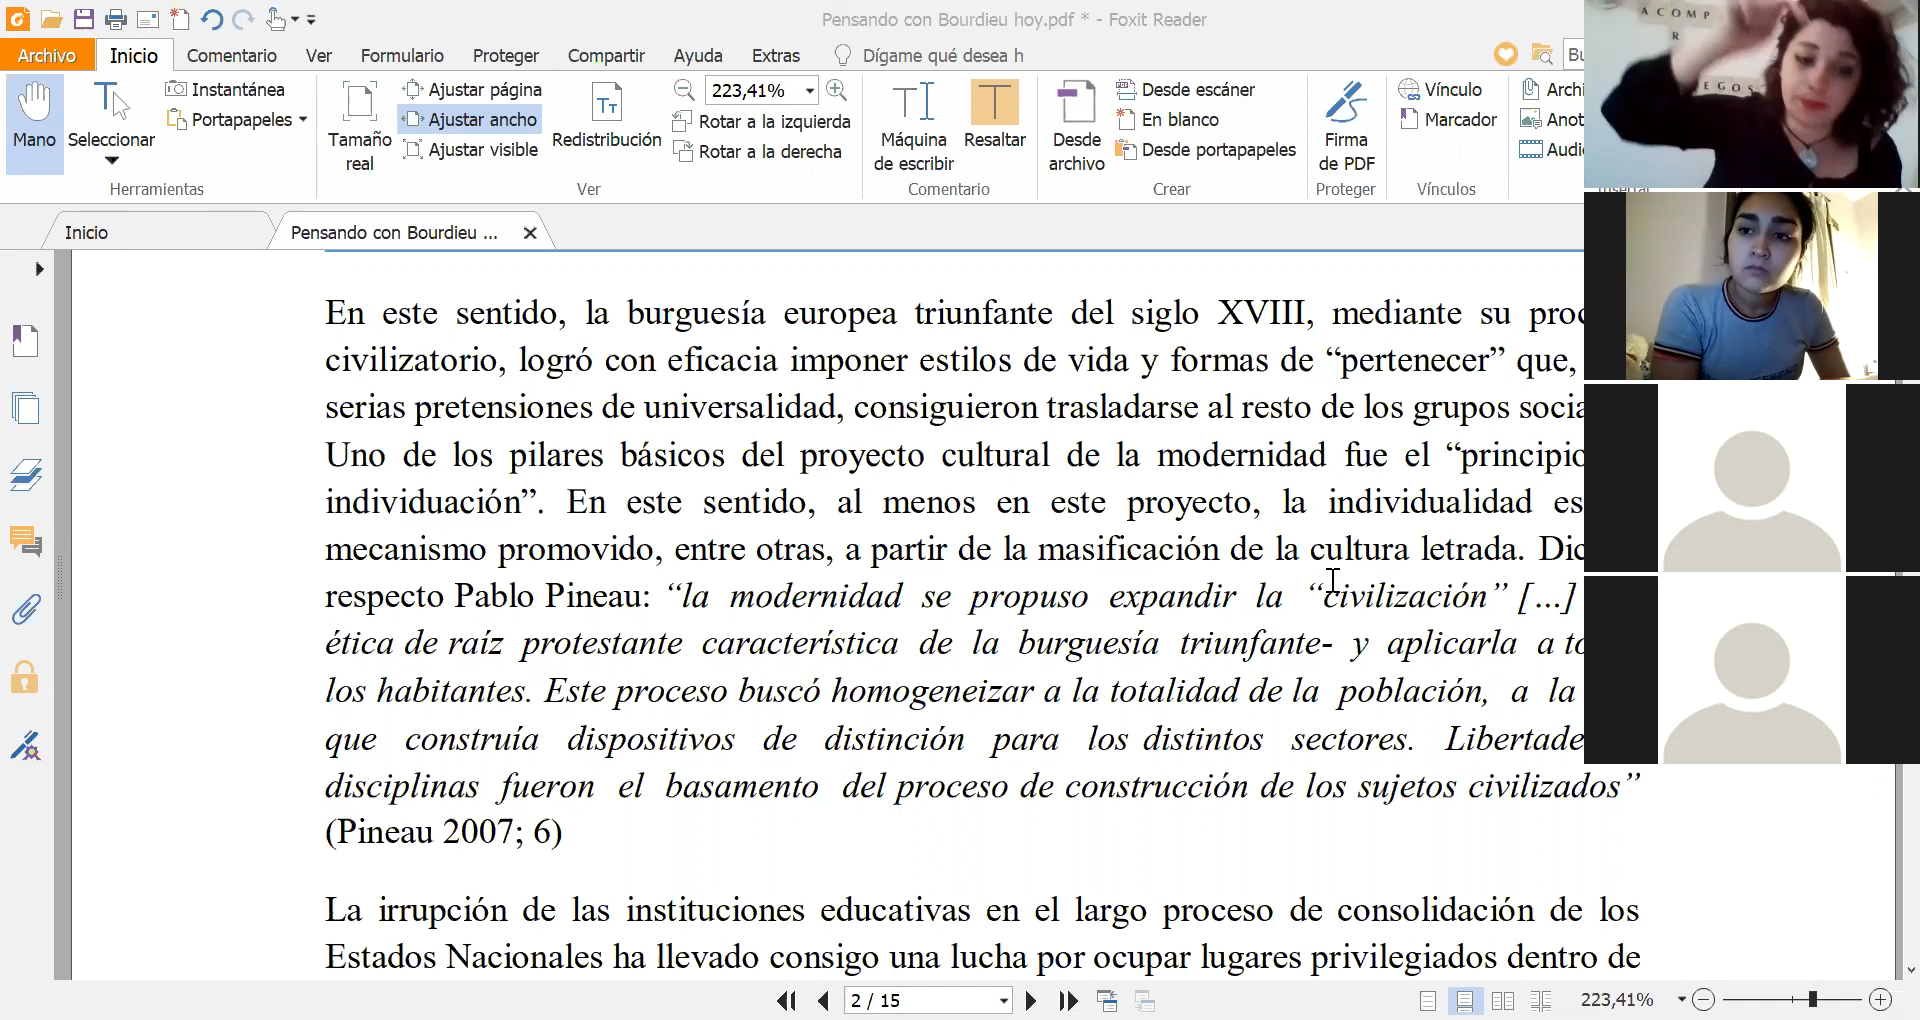 Pensando con Bourdieu hoy.pdf * - Foxit Reader
Archivo Inicio Comentario Ver Formulario Proteger Compartir Ayuda Extras Dígame qué desea h
Mano
Seleccionar
Instantánea
Portapapeles
Herramientas
Tamaño
real
Ajustar página
Ajustar ancho
Ajustar visible
Redistribución
223,41%
Rotar a la izquierda
Rotar a la derecha
Ver
Máquina
de escribir
Resaltar
Comentario
Desde
archivo
Desde escáner
En blanco
Desde portapapeles
Crear
Firma
de PDF
Proteger
Vínculo
Marcador
Vínculos
Archi
Anot
Audi
Insertar
A C O M P
R
E G O S
Inicio
Pensando con Bourdieu ...
En este sentido, la burguesía europea triunfante del siglo XVIII, mediante su proc
civilizatorio, logró con eficacia imponer estilos de vida y formas de “pertenecer” que,
serias pretensiones de universalidad, consiguieron trasladarse al resto de los grupos socia
Uno de los pilares básicos del proyecto cultural de la modernidad fue el “principio
individuación”. En este sentido, al menos en este proyecto, la individualidad es
mecanismo promovido, entre otras, a partir de la masificación de la cultura letrada. Dic
respecto Pablo Pineau: “la modernidad se propuso expandir la “civilización” [...]
ética de raíz protestante característica de la burguesía triunfante- y aplicarla a to
los habitantes. Este proceso buscó homogeneizar a la totalidad de la población, a la
que construía dispositivos de distinción para los distintos sectores. Libertade
disciplinas fueron el basamento del proceso de construcción de los sujetos civilizados”
(Pineau 2007; 6)
La irrupción de las instituciones educativas en el largo proceso de consolidación de los
Estados Nacionales ha llevado consigo una lucha por ocupar lugares privilegiados dentro de
2 / 15
223,41%